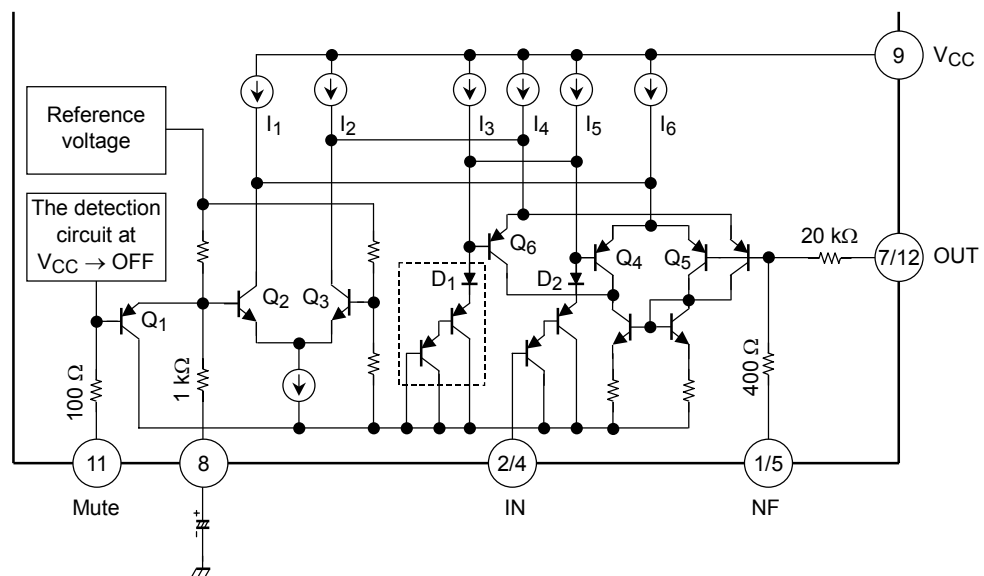 9
V_CC
I₁
I₂
I₃
I₄
I₅
I₆
Reference
voltage
The detection
circuit at
V_CC → OFF
Q₁
Q₂
Q₃
D₁
Q₆
D₂
Q₄
Q₅
20 kΩ
7/12
OUT
100 Ω
1 kΩ
400 Ω
11
8
2/4
1/5
Mute
IN
NF
+
−